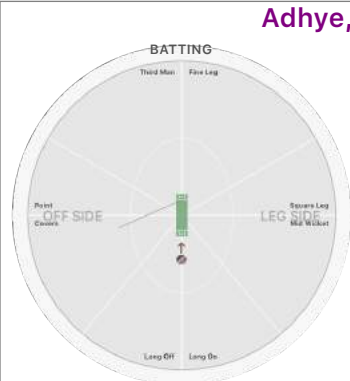 Adhye,
BATTING
Third Man Fine Leg
Point Square Leg
OFF SIDE LEG SIDE
Covers Mid Wicket
Long Off Long On